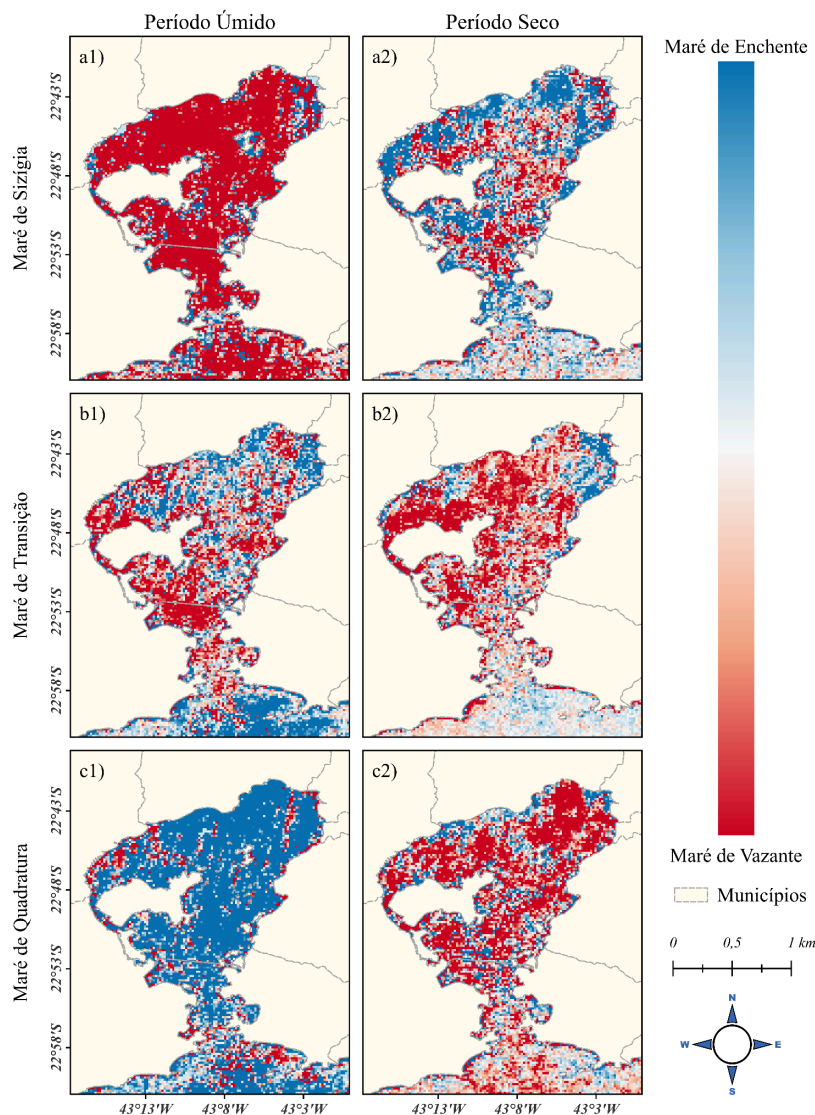 Período Úmido
Período Seco
Maré de Enchente
a1)
a2)
22°43'S
22°48'S
22°53'S
22°58'S
Maré de Sizígia
b1)
b2)
22°43'S
22°48'S
22°53'S
22°58'S
Maré de Transição
c1)
c2)
22°43'S
22°48'S
22°53'S
22°58'S
Maré de Quadratura
Maré de Vazante
Municípios
0 0,5 1 km
N
W E
S
43°13'W 43°8'W 43°3'W
43°13'W 43°8'W 43°3'W